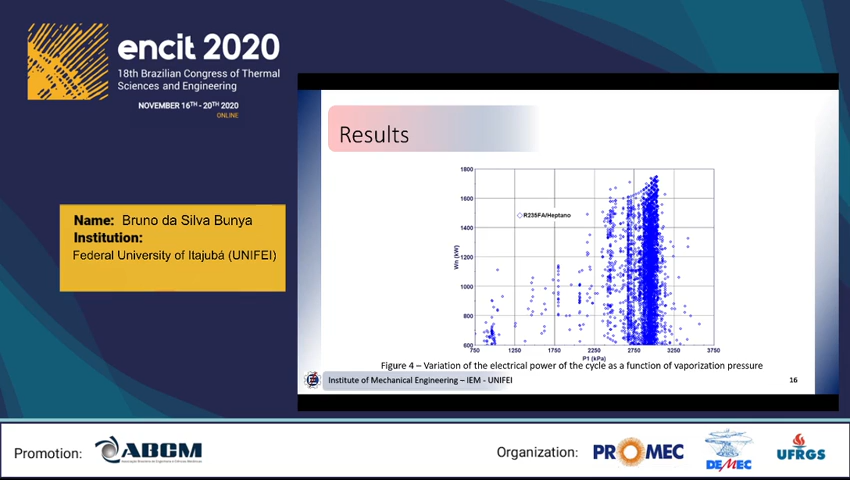 encit 2020
18th Brazilian Congress of Thermal
Sciences and Engineering
NOVEMBER 16TH - 20TH 2020
ONLINE
Name: Bruno da Silva Bunya
Institution:
Federal University of Itajubá (UNIFEI)
Results
1800
1600
1400
1200
1000
800
600
Wn (kW)
R235FA/Heptano
750 1250 1750 2250 2750 3250 3750
P1 (kPa)
Figure 4 – Variation of the electrical power of the cycle as a function of vaporization pressure
Institute of Mechanical Engineering – IEM - UNIFEI
16
Promotion:
ABCM
Organization:
PROMEC
DEMEC
UFRGS